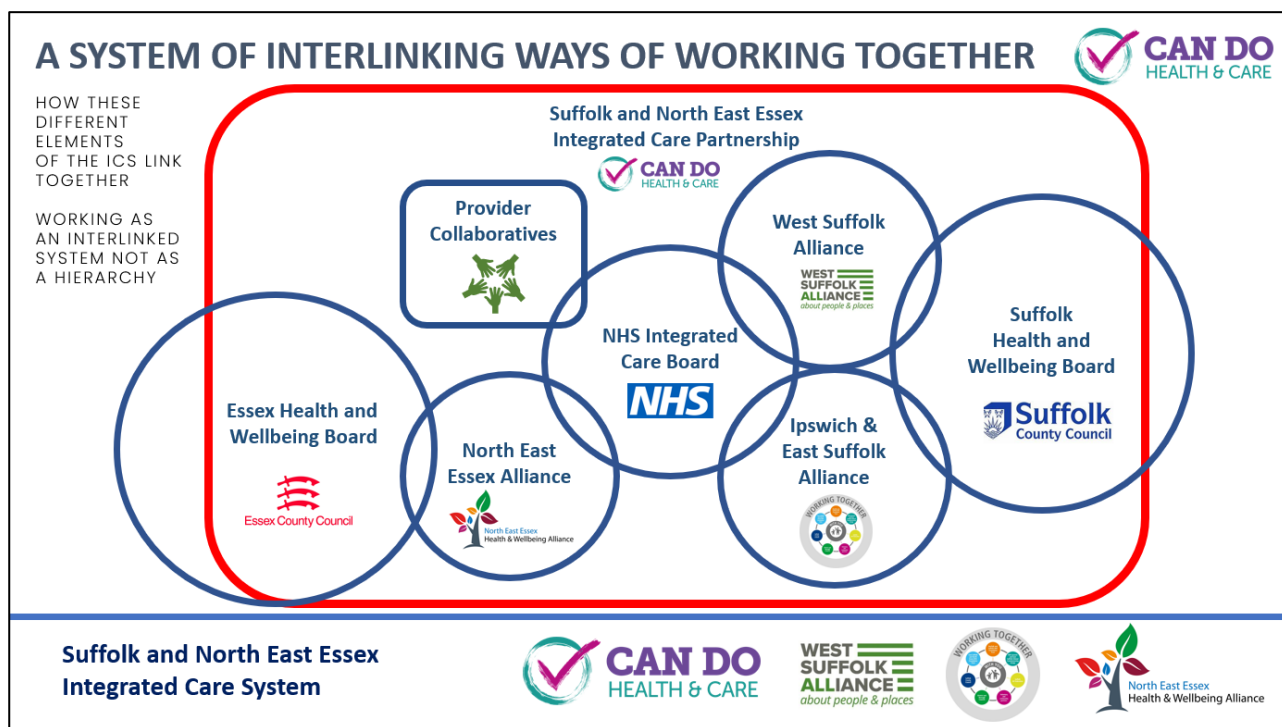 A SYSTEM OF INTERLINKING WAYS OF WORKING TOGETHER
CAN DO
HEALTH & CARE
HOW THESE
DIFFERENT
ELEMENTS
OF THE ICS LINK
TOGETHER
WORKING AS
AN INTERLINKED
SYSTEM NOT AS
A HIERARCHY
Suffolk and North East Essex
Integrated Care Partnership
CAN DO
HEALTH & CARE
Provider
Collaboratives
West Suffolk
Alliance
WEST
SUFFOLK
ALLIANCE
about people & places
NHS Integrated
Care Board
NHS
Suffolk
Health and
Wellbeing Board
Suffolk
County Council
Essex Health and
Wellbeing Board
Essex County Council
North East
Essex Alliance
North East Essex
Health & Wellbeing Alliance
Ipswich &
East Suffolk
Alliance
WORKING TOGETHER
Suffolk and North East Essex
Integrated Care System
CAN DO
HEALTH & CARE
WEST
SUFFOLK
ALLIANCE
about people & places
WORKING TOGETHER
North East Essex
Health & Wellbeing Alliance